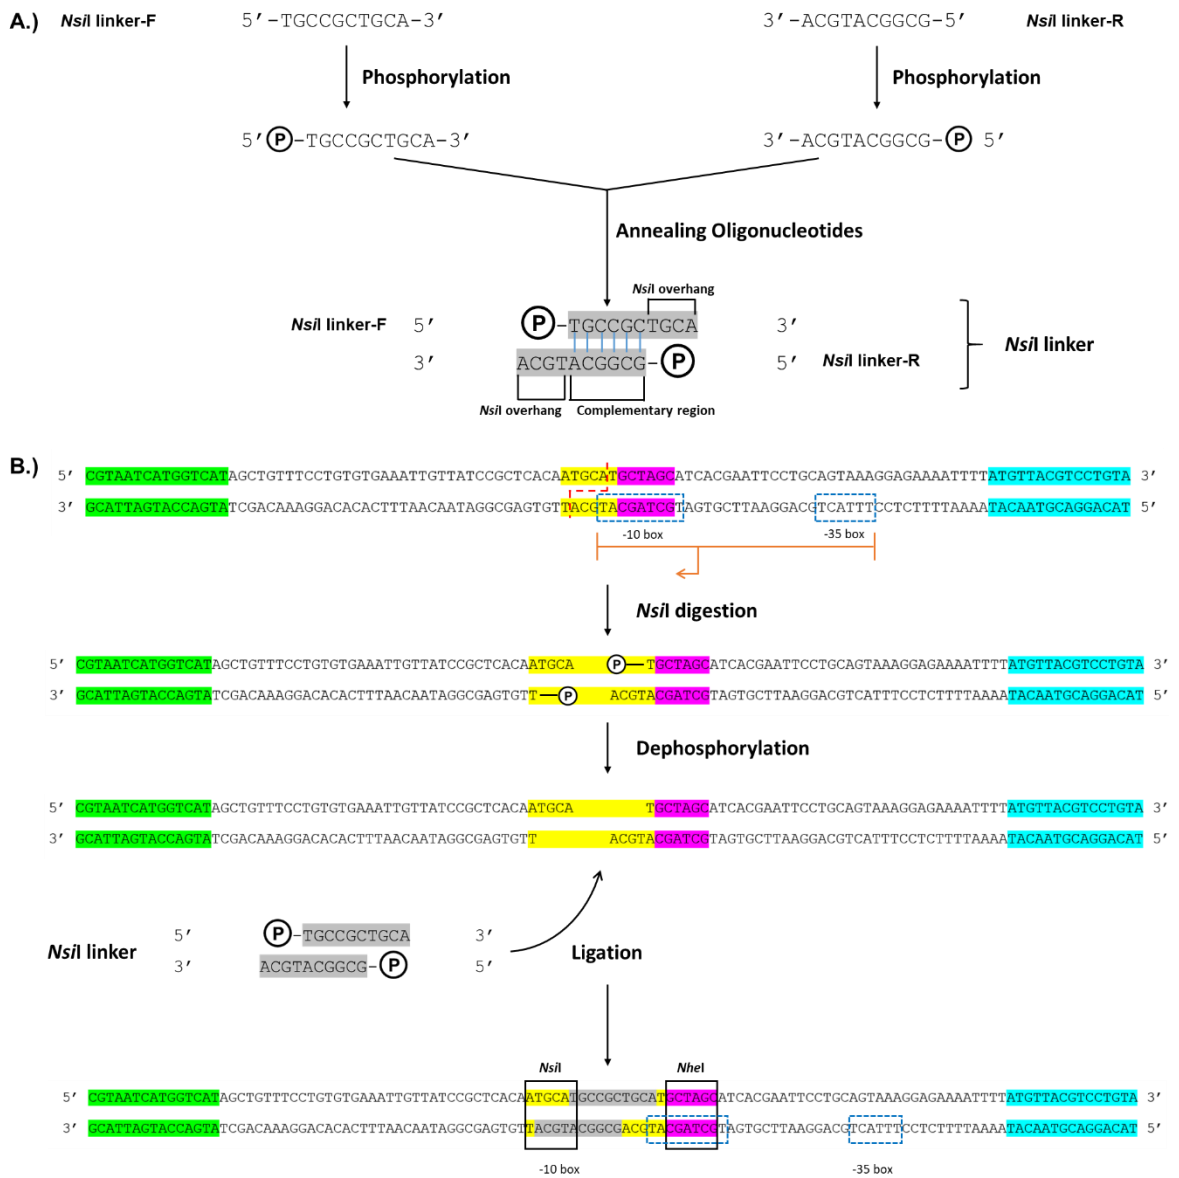 A.) NsiI linker-F 5'-TGCCGCTGCA-3' 3'-ACGTACGGCG-5' NsiI linker-R
Phosphorylation Phosphorylation
5' P-TGCCGCTGCA-3' 3'-ACGTACGGCG-P 5'
Annealing Oligonucleotides
NsiI overhang
NsiI linker-F 5' P-TGCCGCTGCA 3'
NsiI linker
3' ACGTACGGCG-P 5' NsiI linker-R
NsiI overhang Complementary region
B.)
5' CGTAATCATGGTCATAGCTGTTTCCTGTGTGAAATTGTTATCCGCTCACAATGCATGCTAGCATCACGAATTCCTGCAGTAAAGGAGAAAATTTTATGTTACGTCCTGTA 3'
3' GCATTAGTACCAGTATCGACAAAGGACACACTTTAACAATAGGCGAGTGTTACGTACGATCGTAGTGCTTAAGGACGTCATTTCCTCTTTTAAAATACAATGCAGGACAT 5'
-10 box -35 box
NsiI digestion
5' CGTAATCATGGTCATAGCTGTTTCCTGTGTGAAATTGTTATCCGCTCACAATGCA P—TGCTAGCATCACGAATTCCTGCAGTAAAGGAGAAAATTTTATGTTACGTCCTGTA 3'
3' GCATTAGTACCAGTATCGACAAAGGACACACTTTAACAATAGGCGAGTGTT—P ACGTACGATCGTAGTGCTTAAGGACGTCATTTCCTCTTTTAAAATACAATGCAGGACAT 5'
Dephosphorylation
5' CGTAATCATGGTCATAGCTGTTTCCTGTGTGAAATTGTTATCCGCTCACAATGCA TGCTAGCATCACGAATTCCTGCAGTAAAGGAGAAAATTTTATGTTACGTCCTGTA 3'
3' GCATTAGTACCAGTATCGACAAAGGACACACTTTAACAATAGGCGAGTGTT ACGTACGATCGTAGTGCTTAAGGACGTCATTTCCTCTTTTAAAATACAATGCAGGACAT 5'
5' P-TGCCGCTGCA 3'
NsiI linker Ligation
3' ACGTACGGCG-P 5'
NsiI NheI
5' CGTAATCATGGTCATAGCTGTTTCCTGTGTGAAATTGTTATCCGCTCACAATGCATGCCGCTGCATGCTAGCATCACGAATTCCTGCAGTAAAGGAGAAAATTTTATGTTACGTCCTGTA 3'
3' GCATTAGTACCAGTATCGACAAAGGACACACTTTAACAATAGGCGAGTGTTACGTACGGCGACGTACGATCGTAGTGCTTAAGGACGTCATTTCCTCTTTTAAAATACAATGCAGGACAT 5'
-10 box -35 box